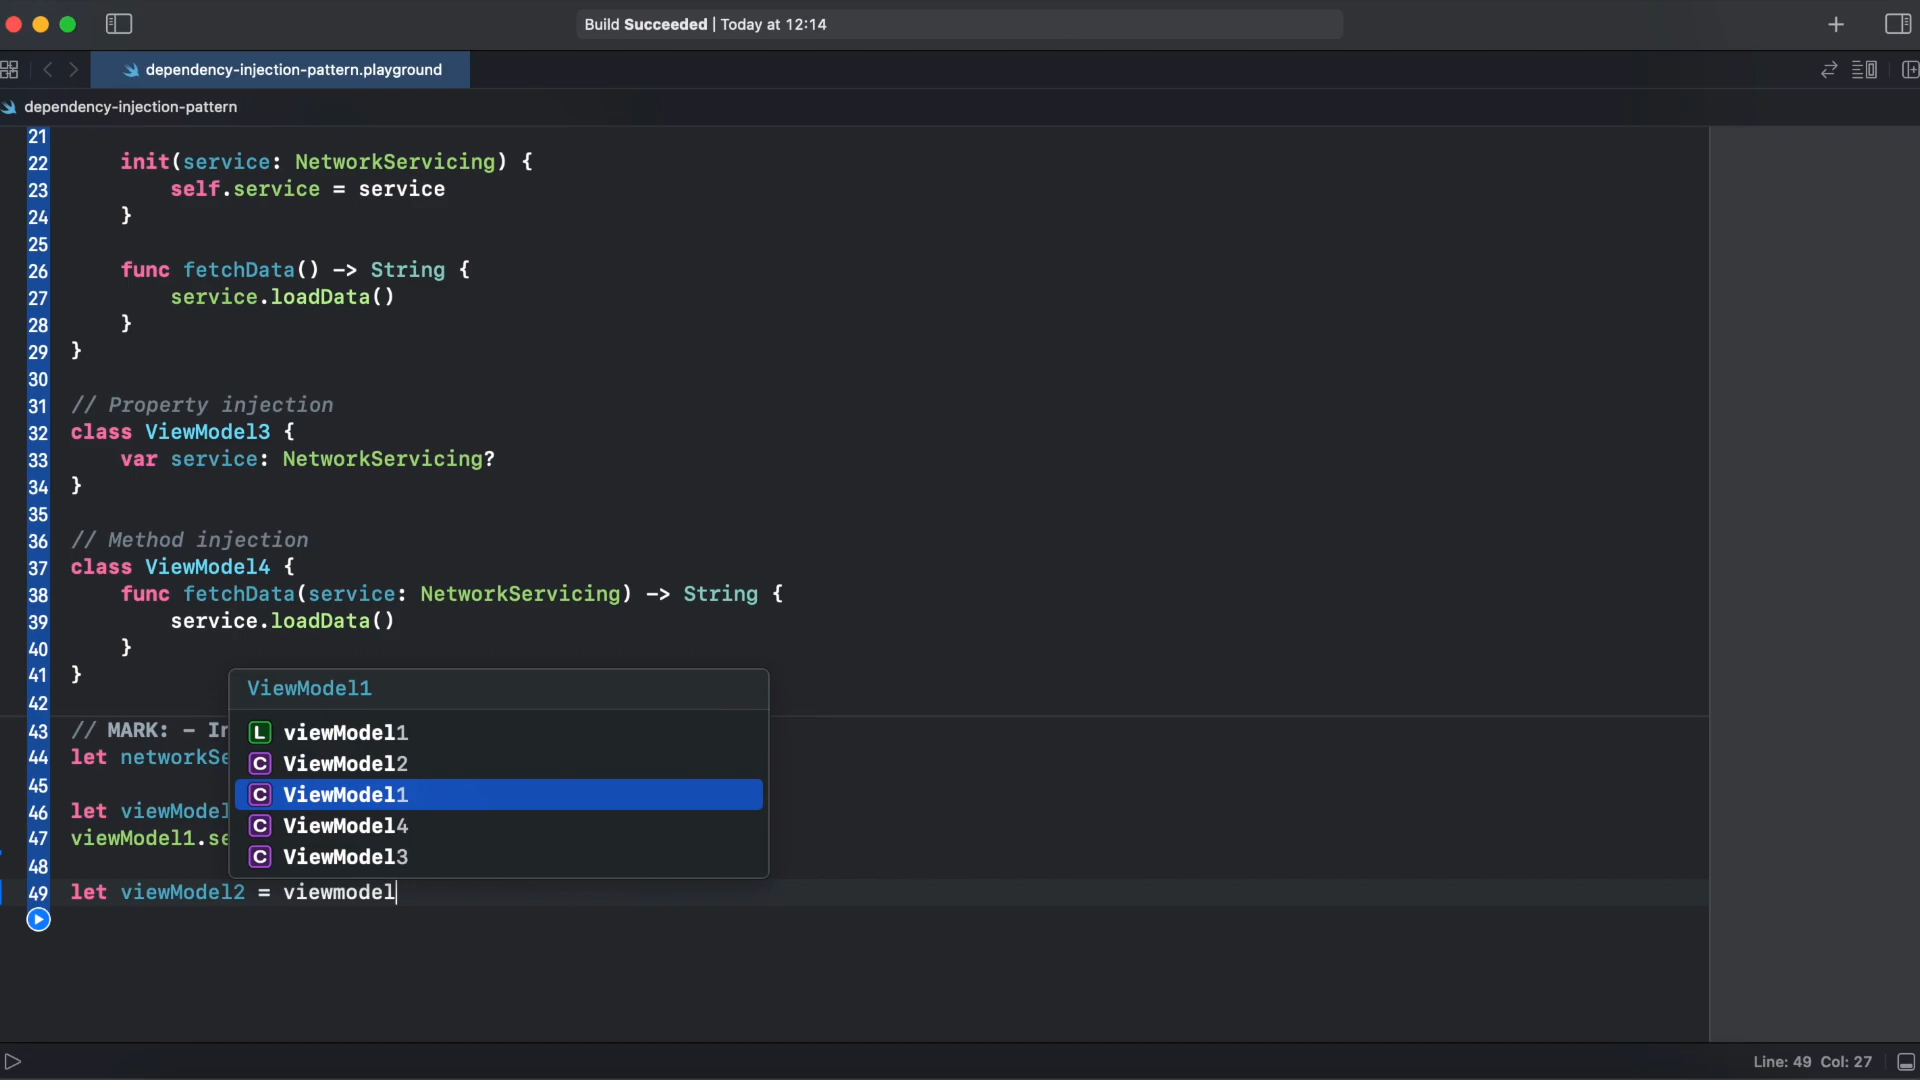 Build Succeeded | Today at 12:14
dependency-injection-pattern.playground
dependency-injection-pattern
21
22 init(service: NetworkServicing) {
23 self.service = service
24 }
25
26 func fetchData() -> String {
27 service.loadData()
28 }
29 }
30
31 // Property injection
32 class ViewModel3 {
33 var service: NetworkServicing?
34 }
35
36 // Method injection
37 class ViewModel4 {
38 func fetchData(service: NetworkServicing) -> String {
39 service.loadData()
40 }
41 }
42
ViewModel1
L viewModel1
C ViewModel2
C ViewModel1
C ViewModel4
C ViewModel3
43 // MARK: - In
44 let networkSe
45
46 let viewModel
47 viewModel1.se
48
49 let viewModel2 = viewmodel
Line: 49 Col: 27